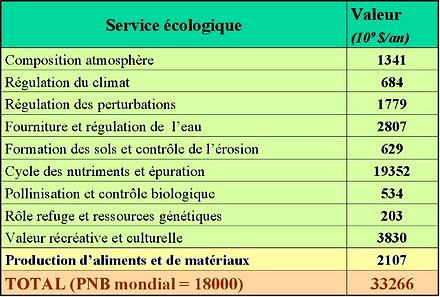 Service écologique Valeur
(10⁹ $/an)
Composition atmosphère 1341
Régulation du climat 684
Régulation des perturbations 1779
Fourniture et régulation de l'eau 2807
Formation des sols et contrôle de l'érosion 629
Cycle des nutriments et épuration 19352
Pollinisation et contrôle biologique 534
Rôle refuge et ressources génétiques 203
Valeur récréative et culturelle 3830
Production d'aliments et de matériaux 2107
TOTAL (PNB mondial = 18000) 33266